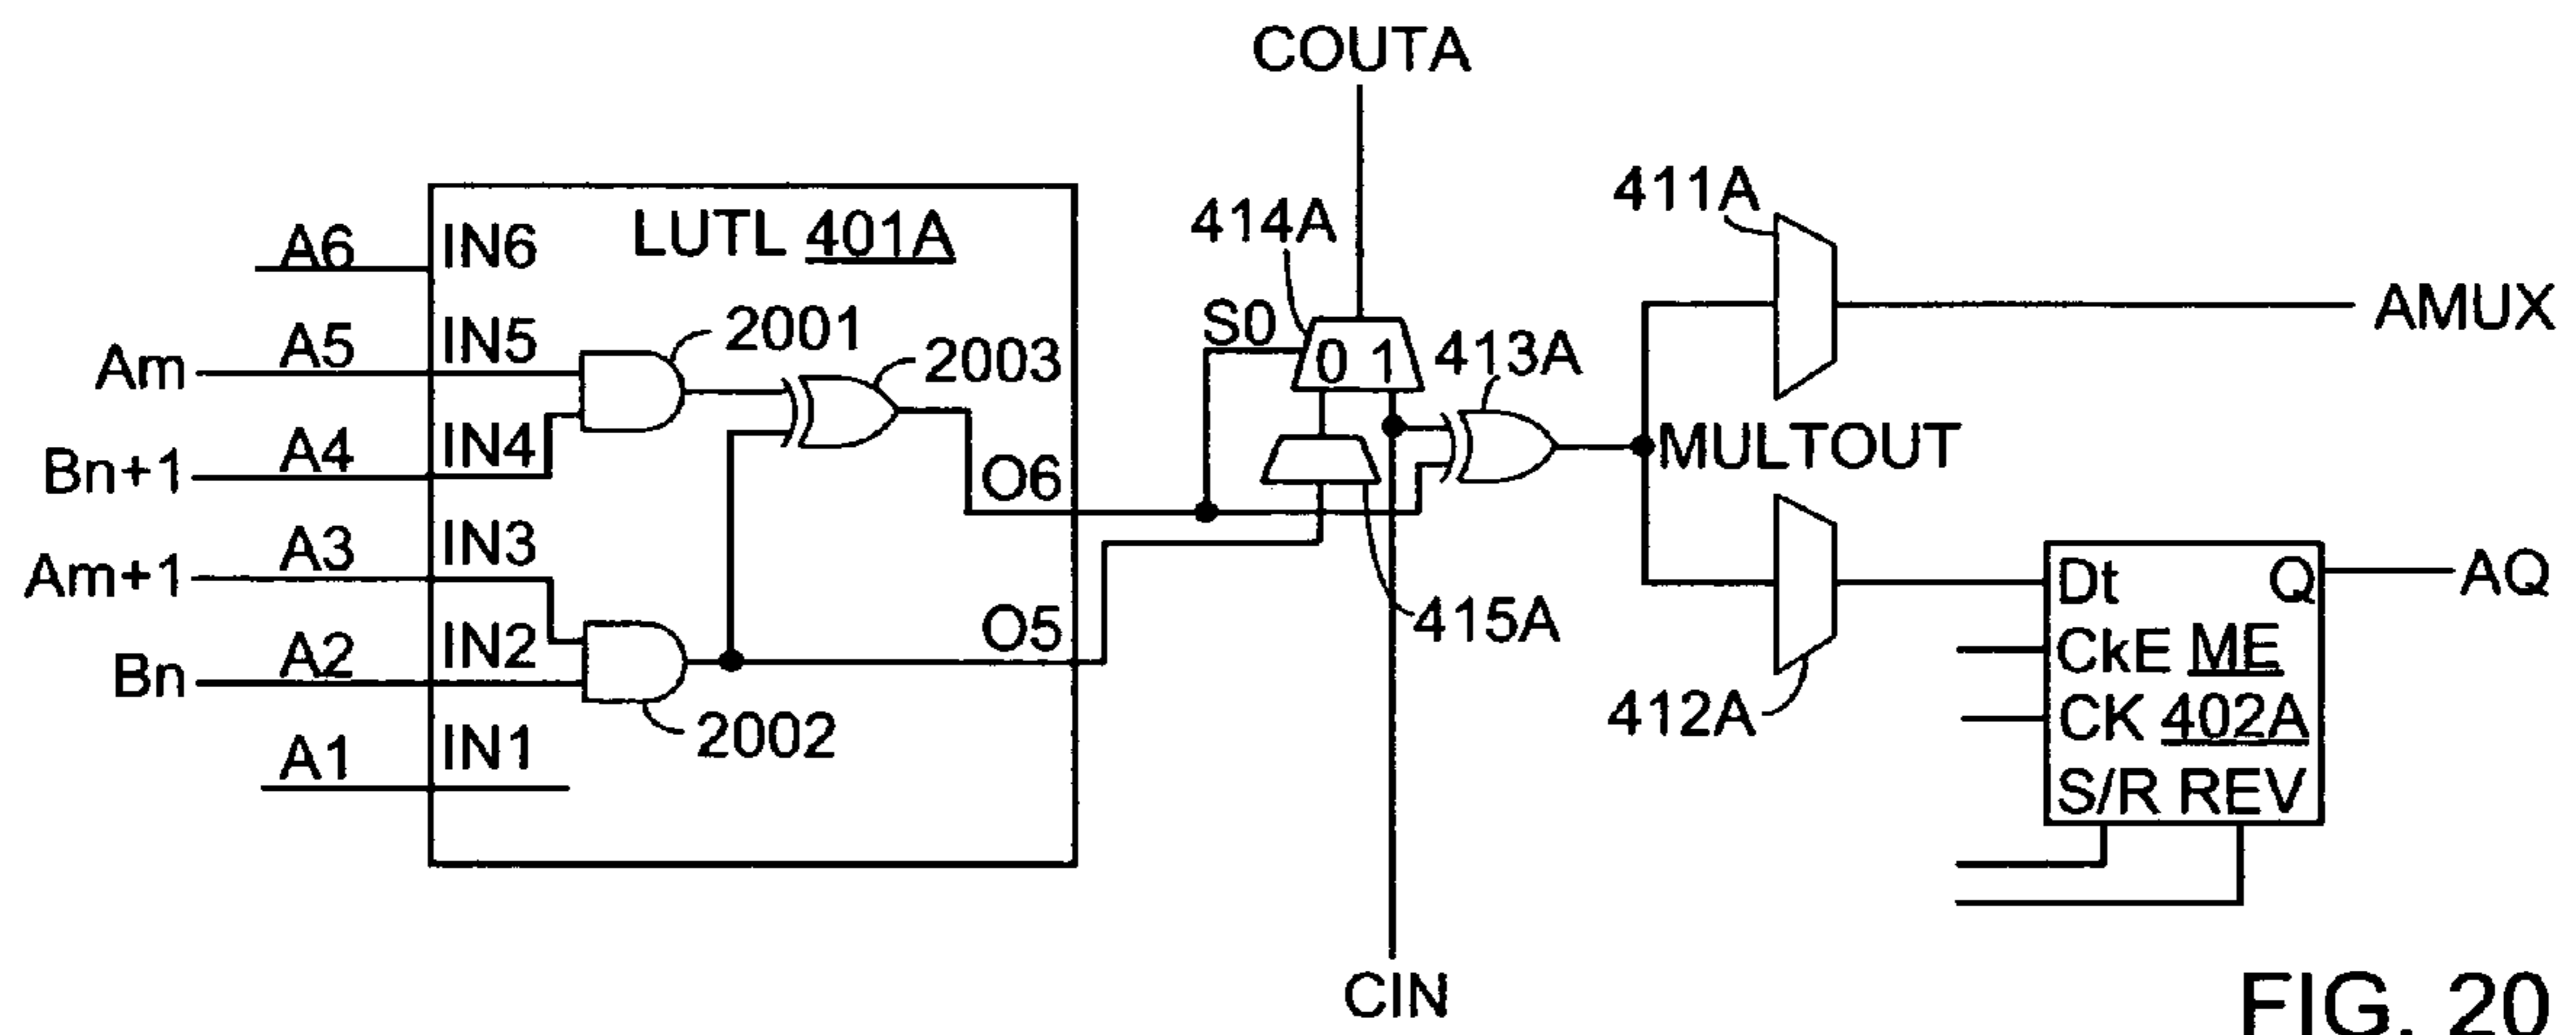 COUTA
411A
414A
A6 IN6 LUTL 401A
S0
AMUX
Am A5 IN5 2001
2003
0 1 413A
Bn+1 A4 IN4
O6
MULTOUT
Am+1 A3 IN3
Dt Q AQ
Bn A2 IN2 O5
415A
CkE ME
2002
412A
CK 402A
A1 IN1
S/R REV
CIN
FIG. 20